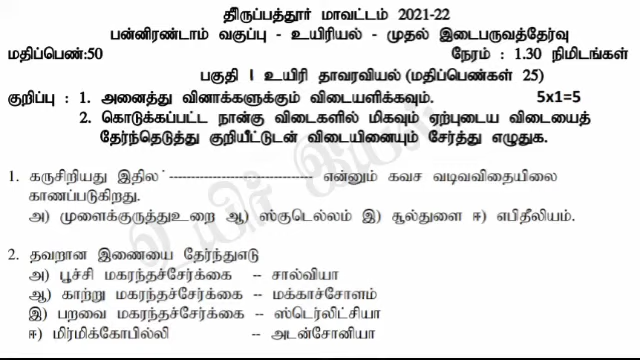 திருப்பத்தூர் மாவட்டம் 2021-22
பன்னிரண்டாம் வகுப்பு - உயிரியல் - முதல் இடைபருவத்தேர்வு
மதிப்பெண்:50 நேரம் : 1.30 நிமிடங்கள்
பகுதி I உயிரி தாவரவியல் (மதிப்பெண்கள் 25)
குறிப்பு : 1. அனைத்து வினாக்களுக்கும் விடையளிக்கவும். 5x1=5
2. கொடுக்கப்பட்ட நான்கு விடைகளில் மிகவும் ஏற்புடைய விடையைத்
தேர்ந்தெடுத்து குறியீட்டுடன் விடையினையும் சேர்த்து எழுதுக.
1. கருசிறியது இதில் -------------------------------- என்னும் கவச வடிவவிதையிலை
காணப்படுகிறது.
அ) முளைக்குருத்துஉறை ஆ) ஸ்குடெல்லம் இ) சூல்துளை ஈ) எபிதீலியம்.
2. தவறான இணையை தேர்ந்துஎடு
அ) பூச்சி மகரந்தச்சேர்க்கை -- சால்வியா
ஆ) காற்று மகரந்தச்சேர்க்கை -- மக்காச்சோளம்
இ) பறவை மகரந்தச்சேர்க்கை -- ஸ்டெர்லிட்சியா
ஈ) மிர்மிக்கோபில்லி -- அடன்சோனியா
உயிர் இயல்